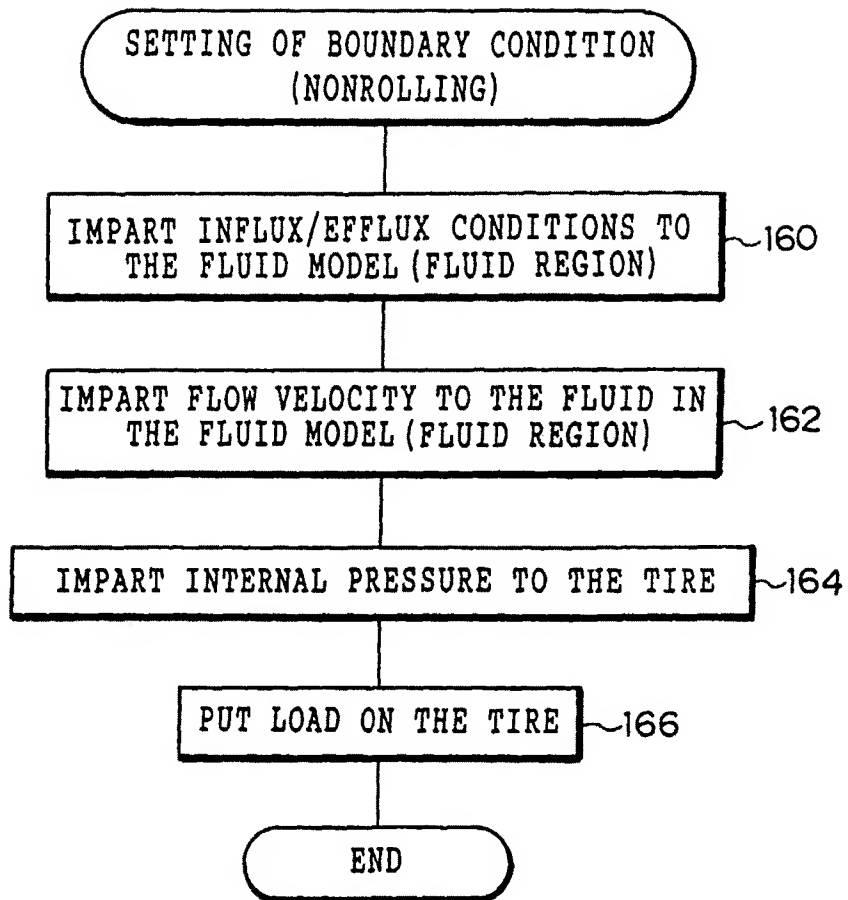 SETTING OF BOUNDARY CONDITION
(NONROLLING)
IMPART INFLUX/EFFLUX CONDITIONS TO
THE FLUID MODEL (FLUID REGION)
160
IMPART FLOW VELOCITY TO THE FLUID IN
THE FLUID MODEL (FLUID REGION)
162
IMPART INTERNAL PRESSURE TO THE TIRE
164
PUT LOAD ON THE TIRE
166
END